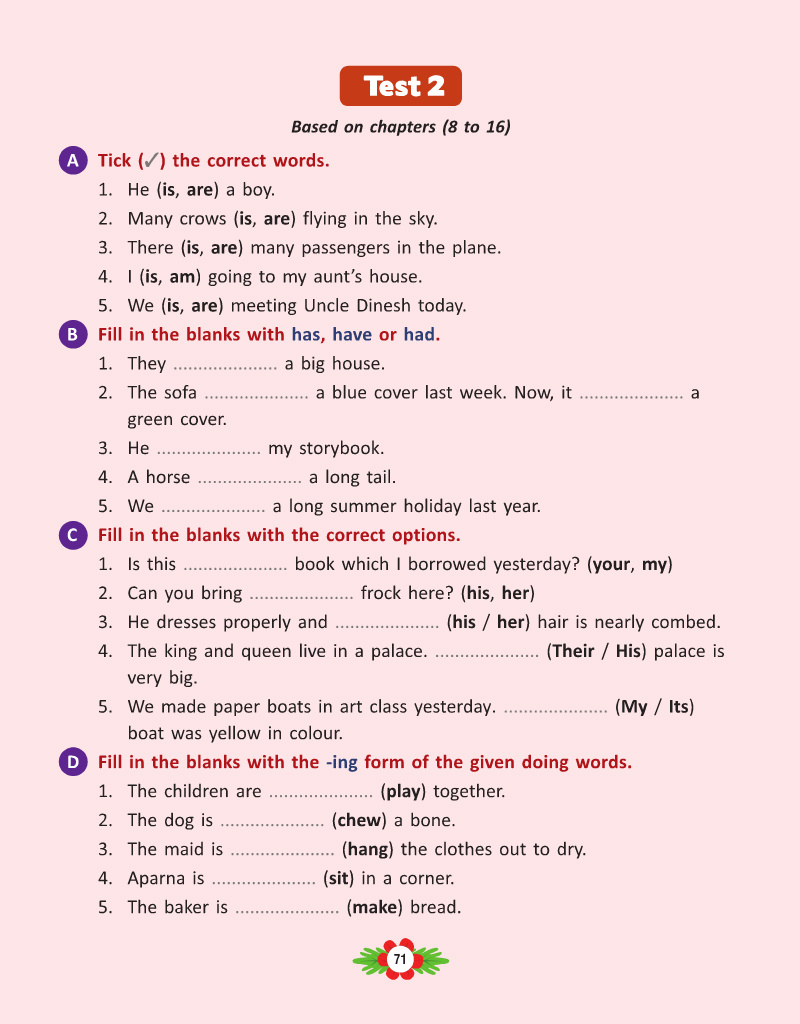 Test 2
Based on chapters (8 to 16)
A Tick (✓) the correct words.
1. He (is, are) a boy.
2. Many crows (is, are) flying in the sky.
3. There (is, are) many passengers in the plane.
4. I (is, am) going to my aunt's house.
5. We (is, are) meeting Uncle Dinesh today.
B Fill in the blanks with has, have or had.
1. They ..................... a big house.
2. The sofa ..................... a blue cover last week. Now, it ..................... a
green cover.
3. He ..................... my storybook.
4. A horse ..................... a long tail.
5. We ..................... a long summer holiday last year.
C Fill in the blanks with the correct options.
1. Is this ..................... book which I borrowed yesterday? (your, my)
2. Can you bring ..................... frock here? (his, her)
3. He dresses properly and ..................... (his / her) hair is nearly combed.
4. The king and queen live in a palace. ..................... (Their / His) palace is
very big.
5. We made paper boats in art class yesterday. ..................... (My / Its)
boat was yellow in colour.
D Fill in the blanks with the -ing form of the given doing words.
1. The children are ..................... (play) together.
2. The dog is ..................... (chew) a bone.
3. The maid is ..................... (hang) the clothes out to dry.
4. Aparna is ..................... (sit) in a corner.
5. The baker is ..................... (make) bread.
71